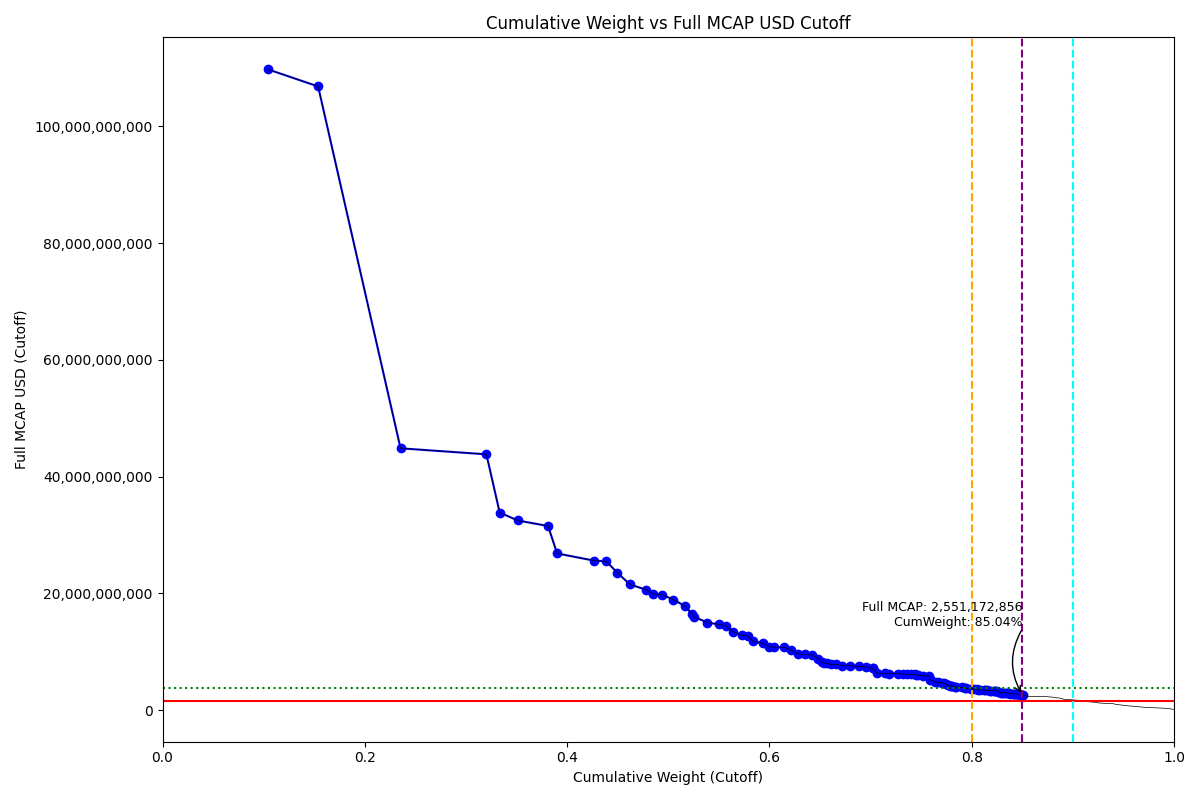 Cumulative Weight vs Full MCAP USD Cutoff
Full MCAP USD (Cutoff)
100,000,000,000
80,000,000,000
60,000,000,000
40,000,000,000
20,000,000,000
0
Full MCAP: 2,551,172,856
CumWeight: 85.04%
0.0 0.2 0.4 0.6 0.8 1.0
Cumulative Weight (Cutoff)